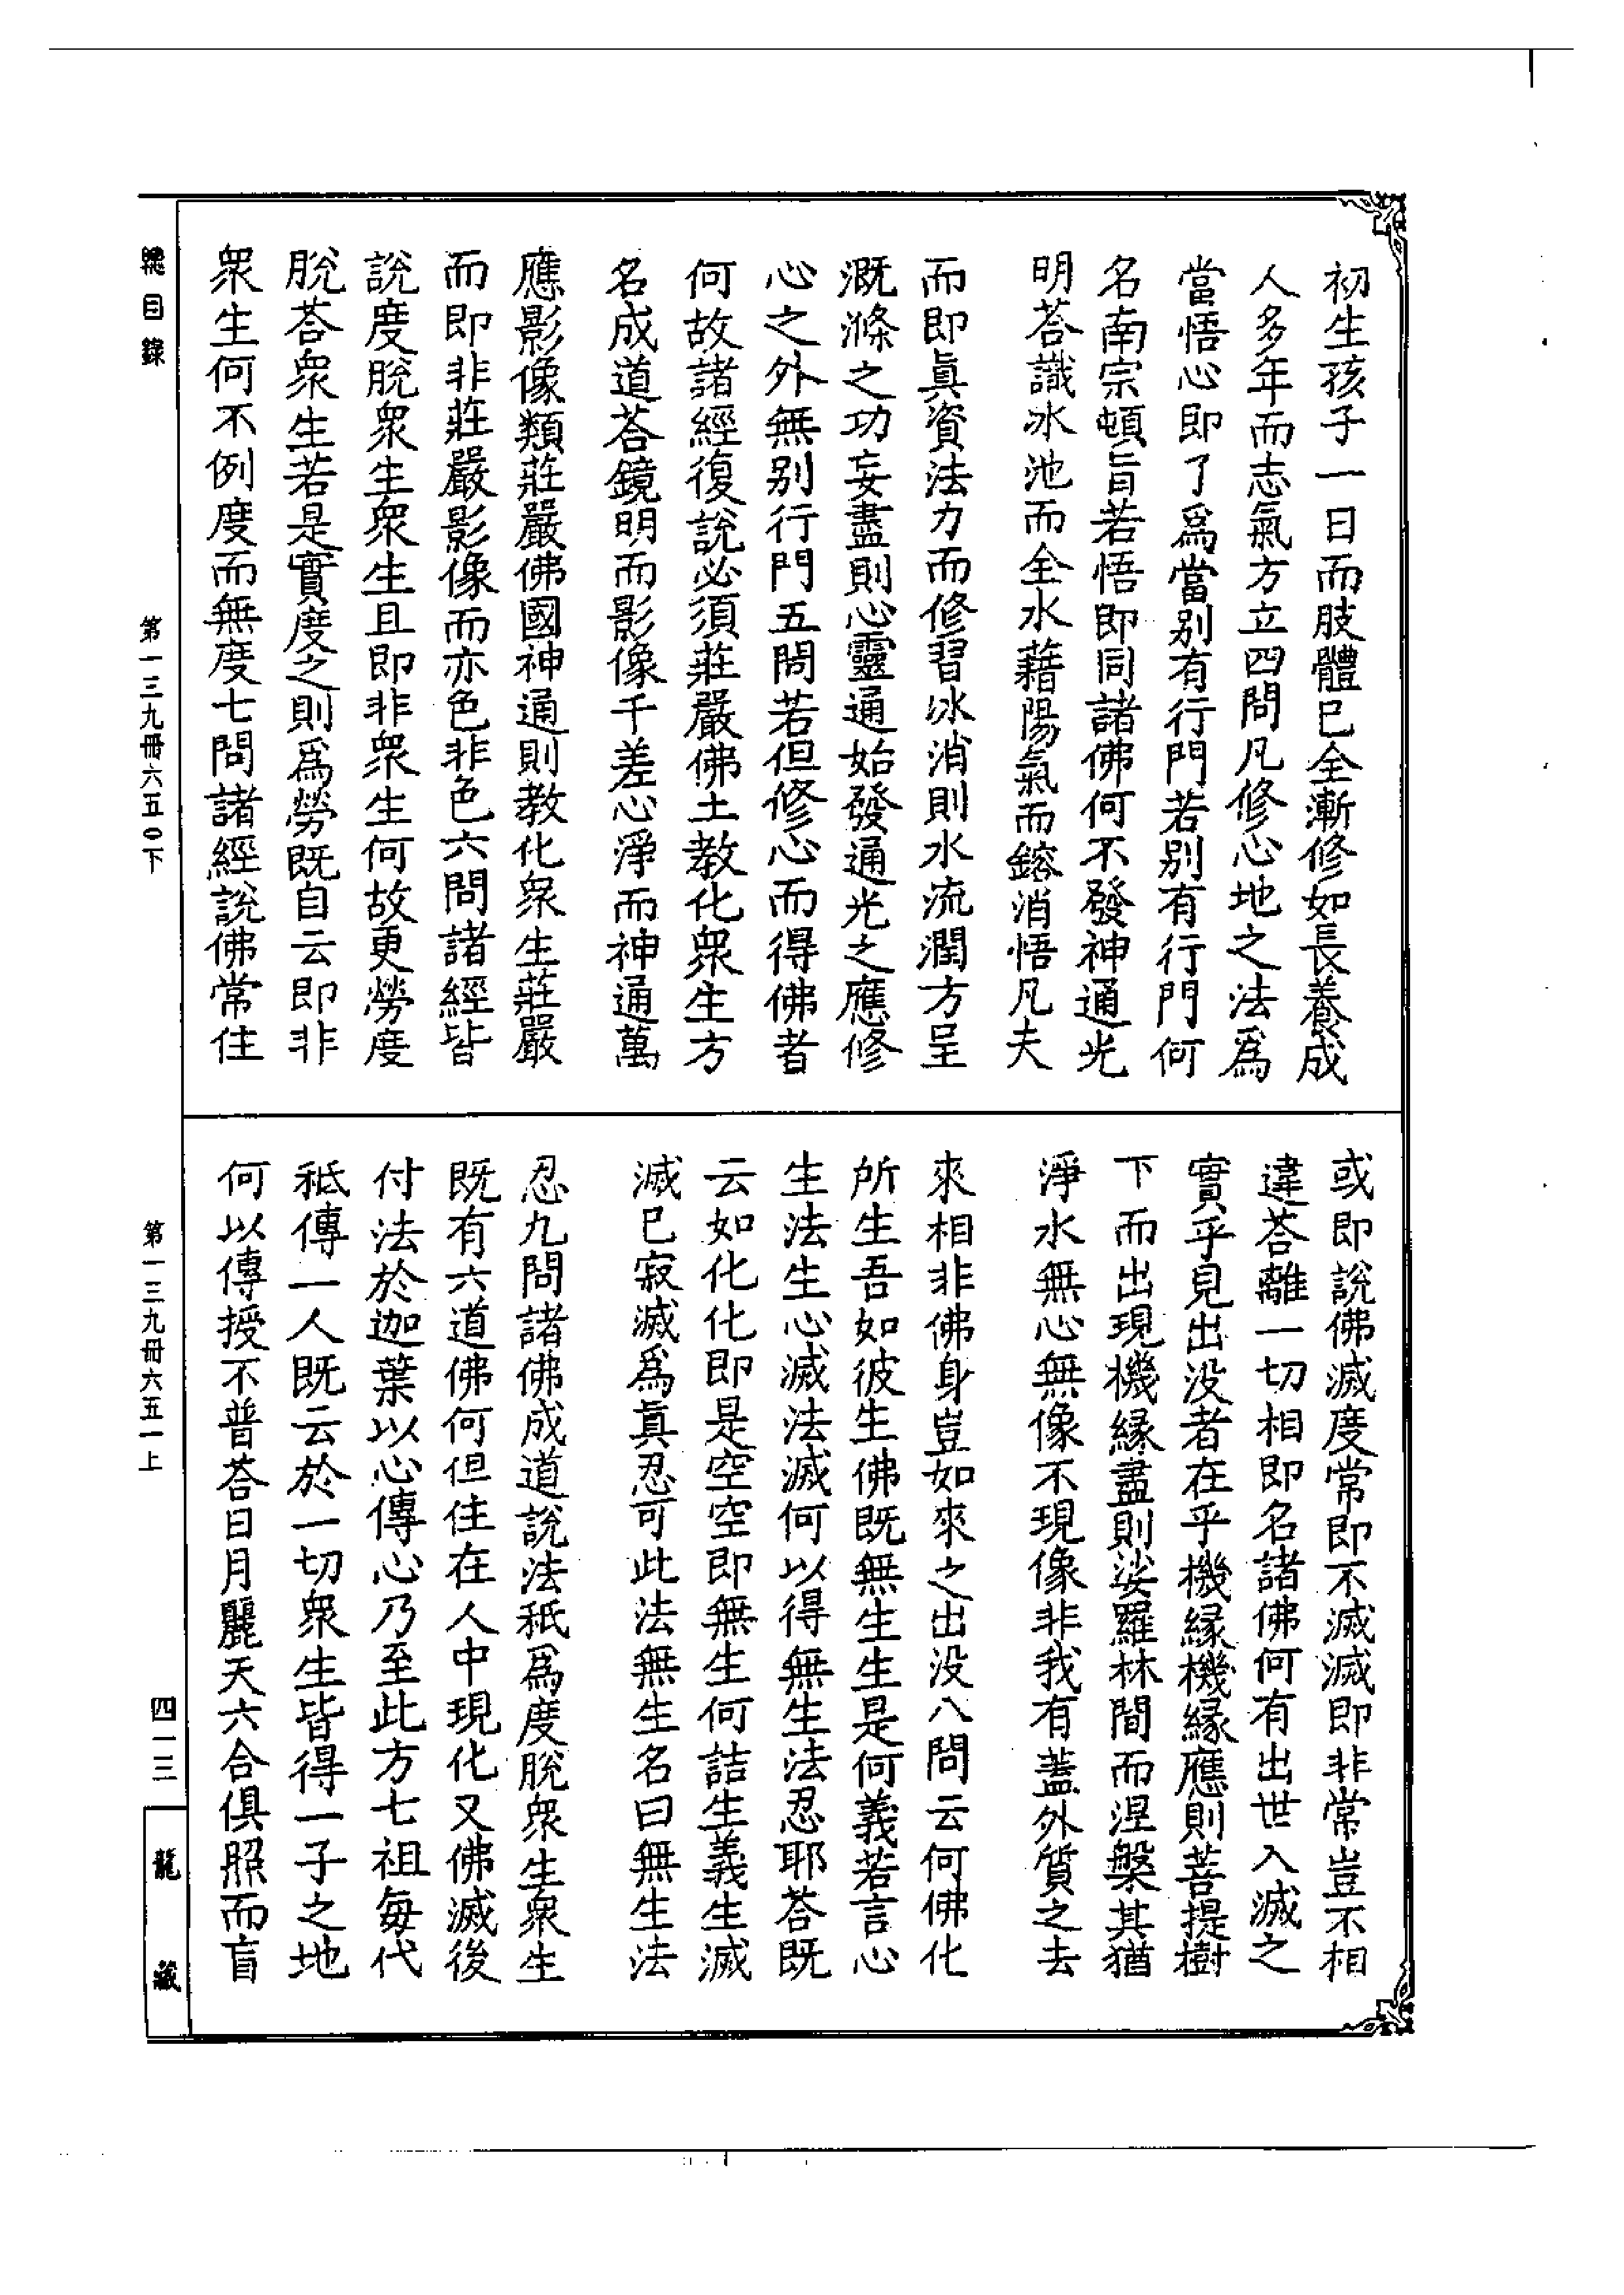 初生孩子一日而肢體已全漸修如長養成
人多年而志氣方立四問凡修心地之法為
當悟心即了為當别有行門若别有行門何
名南宗頓旨若悟即同諸佛何不發神通光
明荅識冰池而全水藉陽氣而鎔消悟凡夫
而即眞資法力而修習冰消則水流潤方呈
溉滌之功妄盡則心靈通始發通光之應修
心之外無别行門五問若但修心而得佛者
何故諸經復說必須莊嚴佛土教化衆生方
名成道荅鏡明而影像千差心淨而神通萬
應影像類莊嚴佛國神通則教化衆生莊嚴
而即非莊嚴影像而亦色非色六問諸經皆
說度脫衆生衆生且即非衆生何故更勞度
脫荅衆生若是實度之則為勞既自云即非
衆生何不例度而無度七問諸經說佛常住
或即說佛滅度常即不滅滅即非常豈不相
違荅離一切相即名諸佛何有出世入滅之
實乎見出没者在乎機緣機緣應則菩提樹
下而出現機緣盡則娑羅林間而涅槃其猶
淨水無心無像不現像非我有蓋外質之去
來相非佛身豈如來之出没八問云何佛化
所生吾如彼生佛既無生生是何義若言心
生法生心滅法滅何以得無生法忍耶荅既
云如化化即是空空即無生何詰生義生滅
滅已寂滅為眞忍可此法無生名曰無生法
忍九問諸佛成道說法秖為度脫衆生衆生
既有六道佛何但住在人中現化又佛滅後
付法於迦葉以心傳心乃至此方七祖每代
秖傳一人既云於一切衆生皆得一子之地
何以傳授不普荅日月麗天六合俱照而盲
總目錄
第一三九冊六五〇下
第一三九冊六五一上
四一三
龍藏